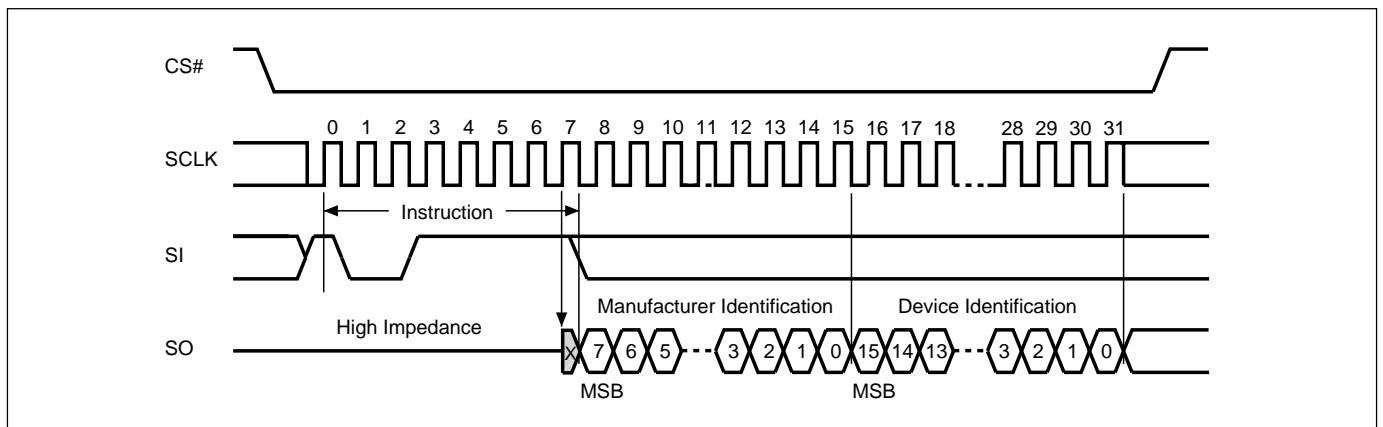 CS#
0 1 2 3 4 5 6 7 8 9 10 11 12 13 14 15 16 17 18 28 29 30 31
SCLK
Instruction
SI
Manufacturer Identification Device Identification
High Impedance
SO X 7 6 5 3 2 1 0 15 14 13 3 2 1 0
MSB MSB